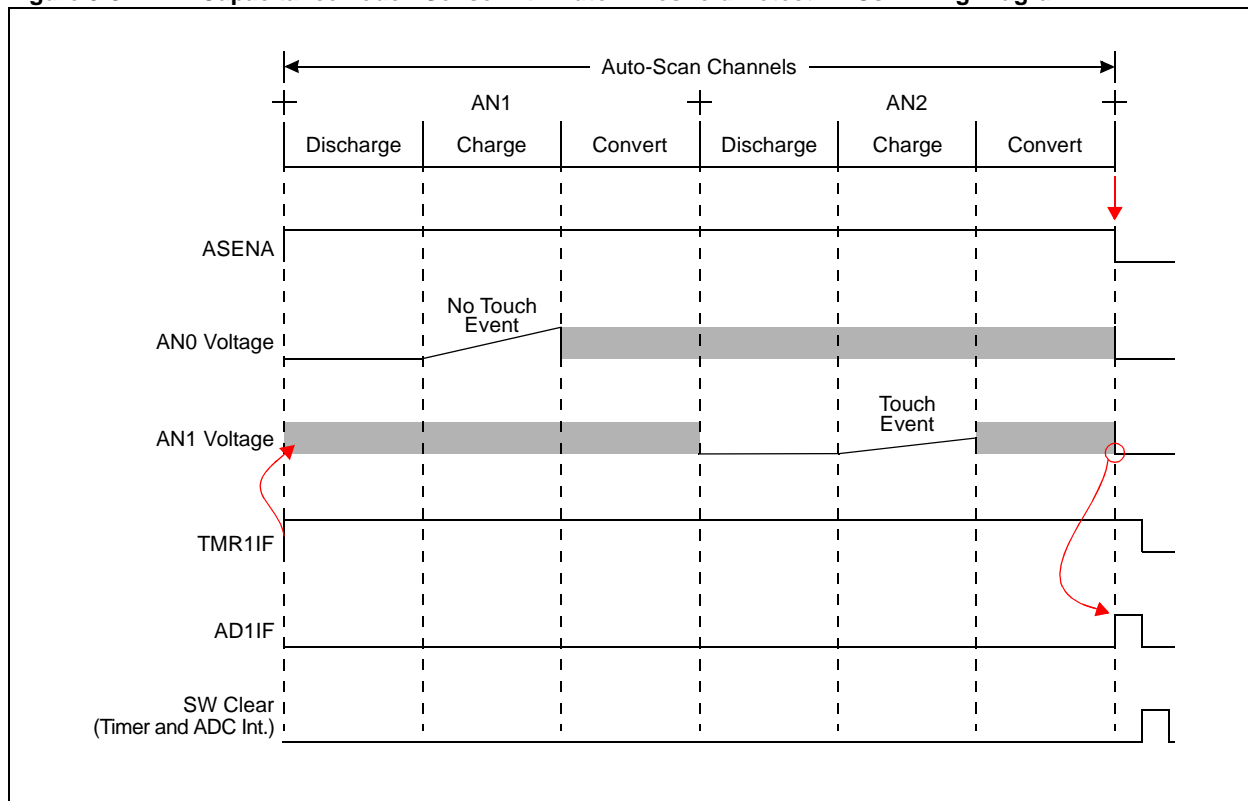 Auto-Scan Channels
AN1 AN2
Discharge Charge Convert Discharge Charge Convert
ASENA
No Touch
Event
AN0 Voltage
Touch
Event
AN1 Voltage
TMR1IF
AD1IF
SW Clear
(Timer and ADC Int.)